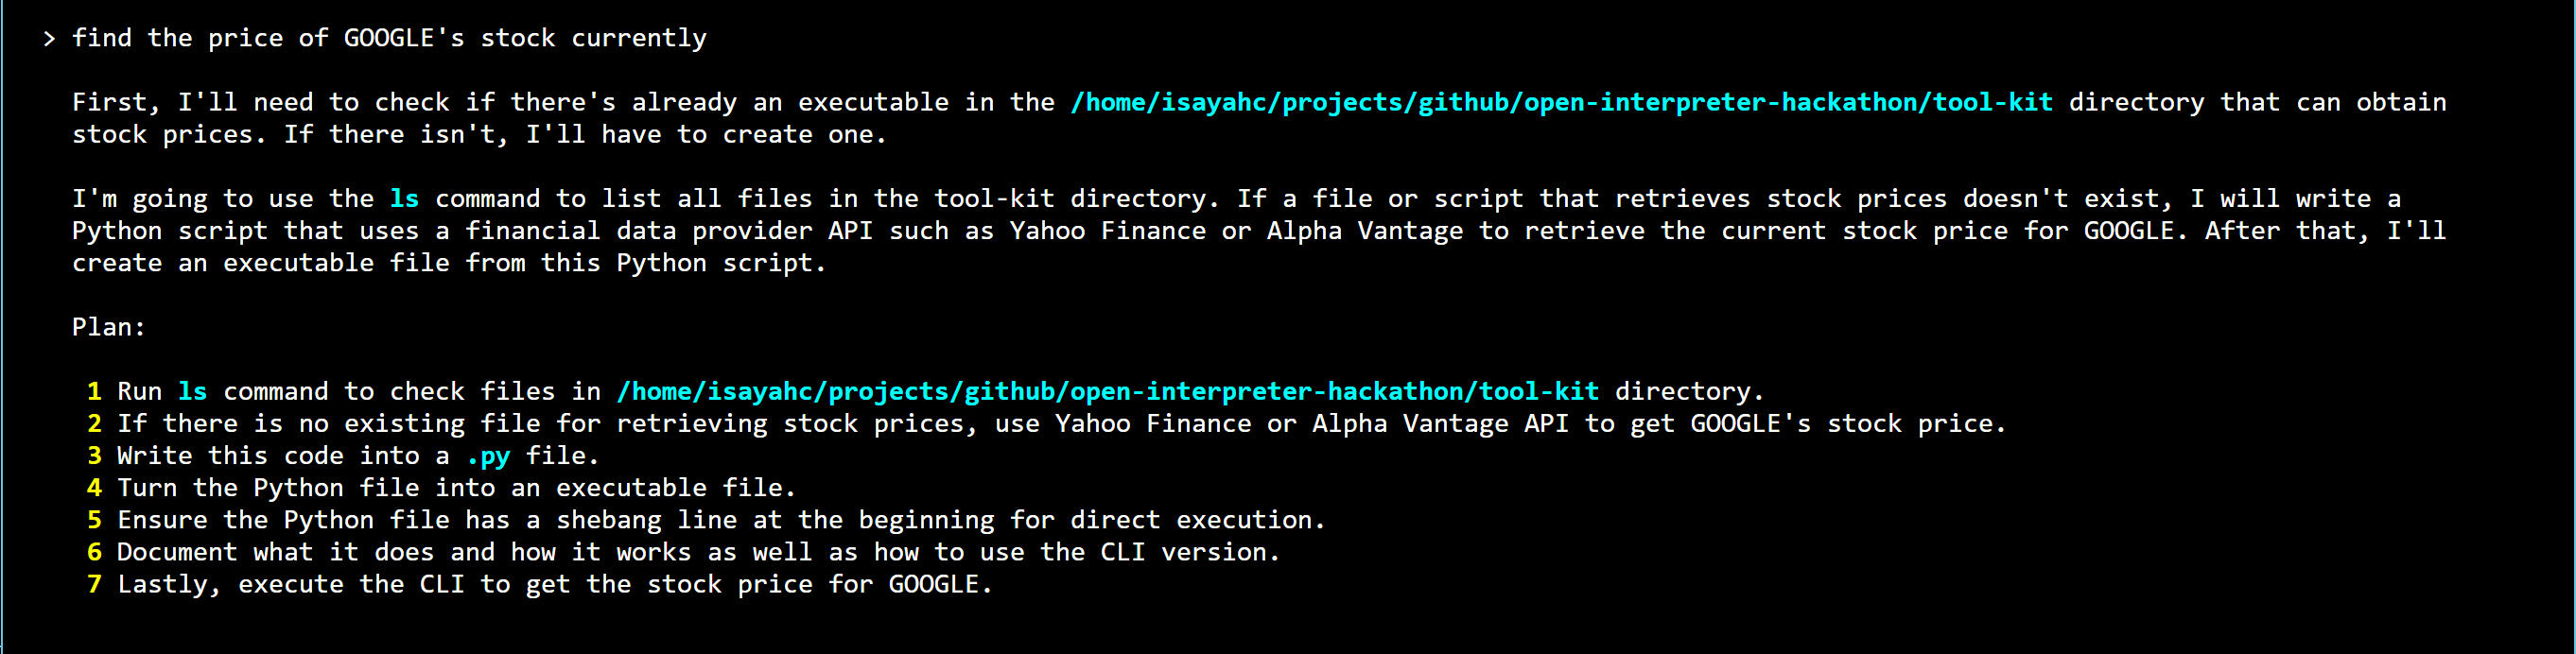 > find the price of GOOGLE's stock currently
First, I'll need to check if there's already an executable in the /home/isayahc/projects/github/open-interpreter-hackathon/tool-kit directory that can obtain
stock prices. If there isn't, I'll have to create one.
I'm going to use the ls command to list all files in the tool-kit directory. If a file or script that retrieves stock prices doesn't exist, I will write a
Python script that uses a financial data provider API such as Yahoo Finance or Alpha Vantage to retrieve the current stock price for GOOGLE. After that, I'll
create an executable file from this Python script.
Plan:
1 Run ls command to check files in /home/isayahc/projects/github/open-interpreter-hackathon/tool-kit directory.
2 If there is no existing file for retrieving stock prices, use Yahoo Finance or Alpha Vantage API to get GOOGLE's stock price.
3 Write this code into a .py file.
4 Turn the Python file into an executable file.
5 Ensure the Python file has a shebang line at the beginning for direct execution.
6 Document what it does and how it works as well as how to use the CLI version.
7 Lastly, execute the CLI to get the stock price for GOOGLE.